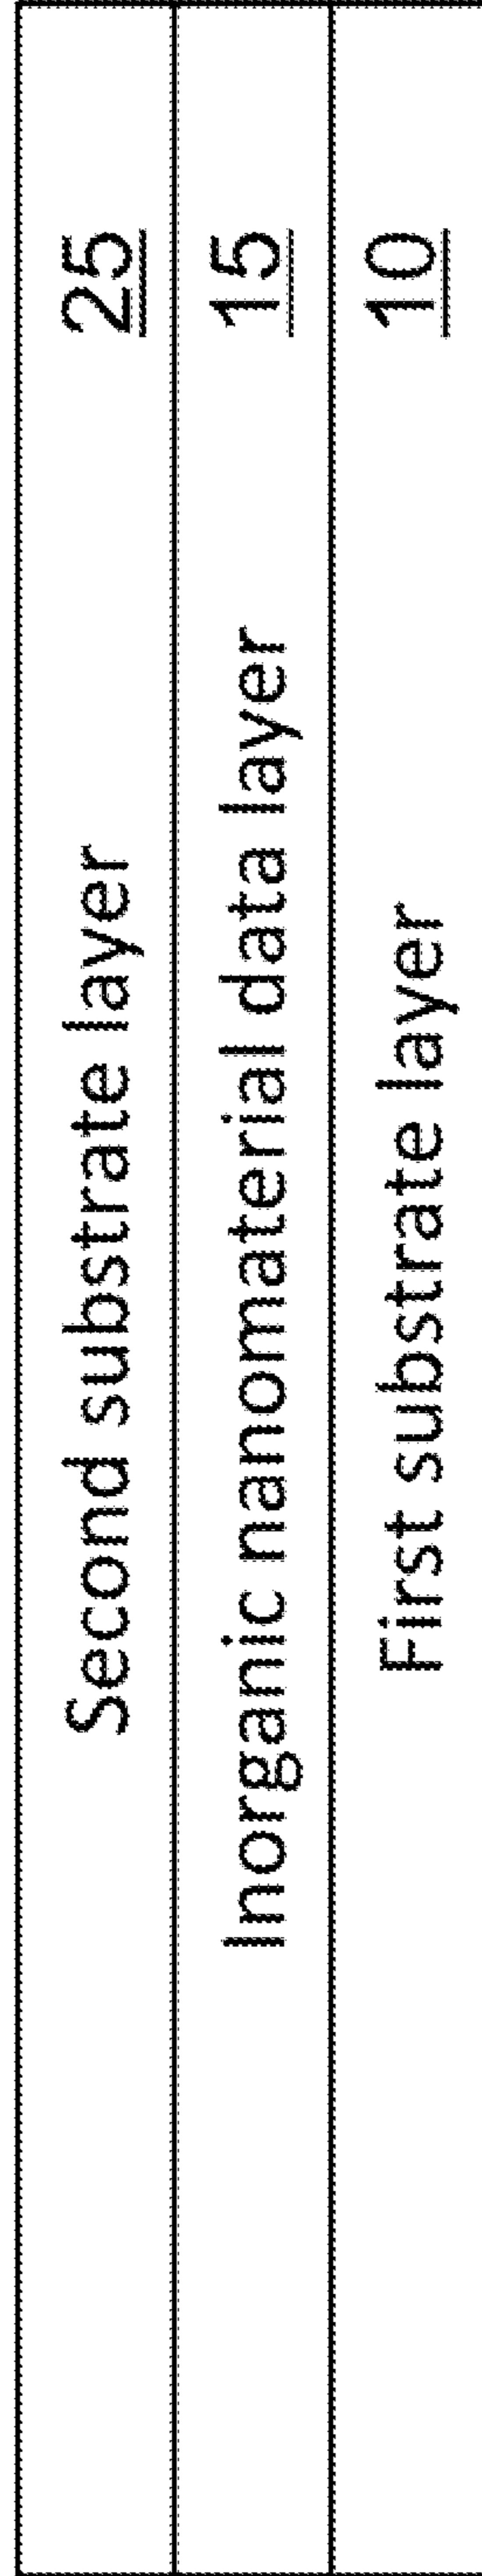 Second substrate layer 25
Inorganic nanomaterial data layer 15
First substrate layer 10